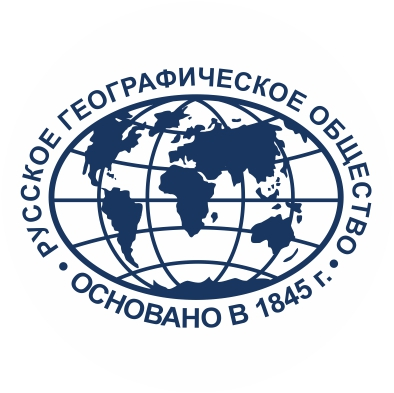 РУССКОЕ ГЕОГРАФИЧЕСКОЕ ОБЩЕСТВО
• ОСНОВАНО В 1845 г. •